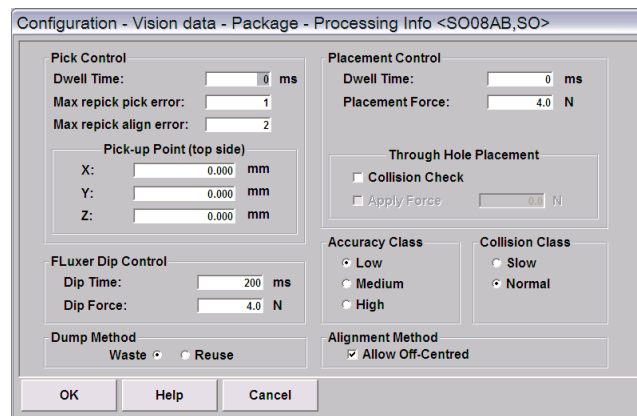 Configuration - Vision data - Package - Processing Info <SO08AB,SO>
Pick Control
Dwell Time: 0 ms
Max repick pick error: 1
Max repick align error: 2
Pick-up Point (top side)
X: 0.000 mm
Y: 0.000 mm
Z: 0.000 mm
FLuxer Dip Control
Dip Time: 200 ms
Dip Force: 4.0 N
Dump Method
Waste Reuse
Placement Control
Dwell Time: 0 ms
Placement Force: 4.0 N
Through Hole Placement
Collision Check
Apply Force 0.0 N
Accuracy Class
Low
Medium
High
Collision Class
Slow
Normal
Alignment Method
Allow Off-Centred
OK Help Cancel